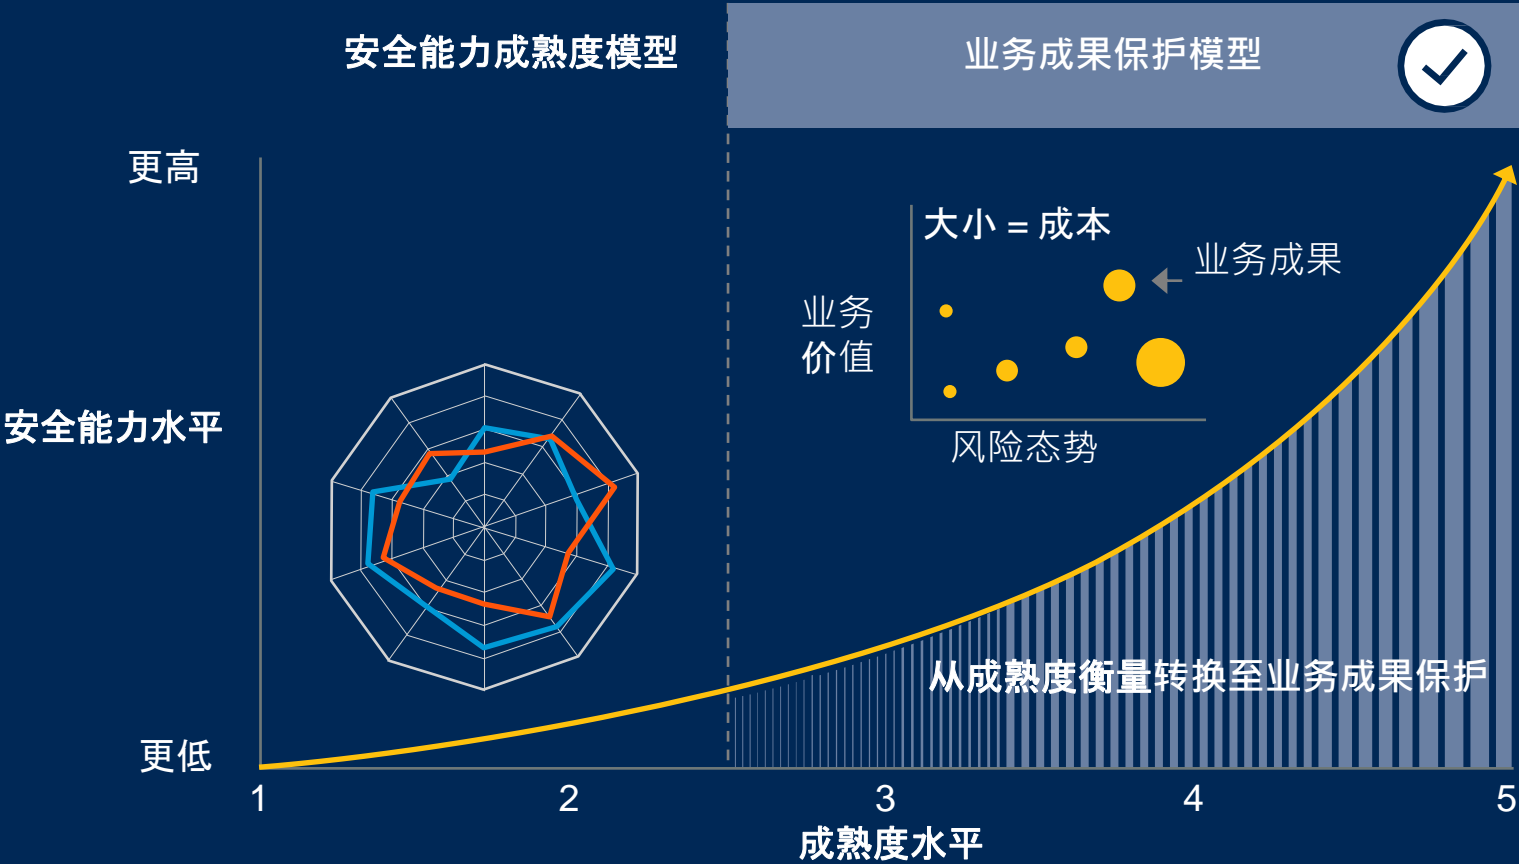 安全能力成熟度模型
业务成果保护模型
更高
大小 = 成本
业务成果
业务
价值
风险态势
安全能力水平
从成熟度衡量转换至业务成果保护
更低
1 2 3 4 5
成熟度水平